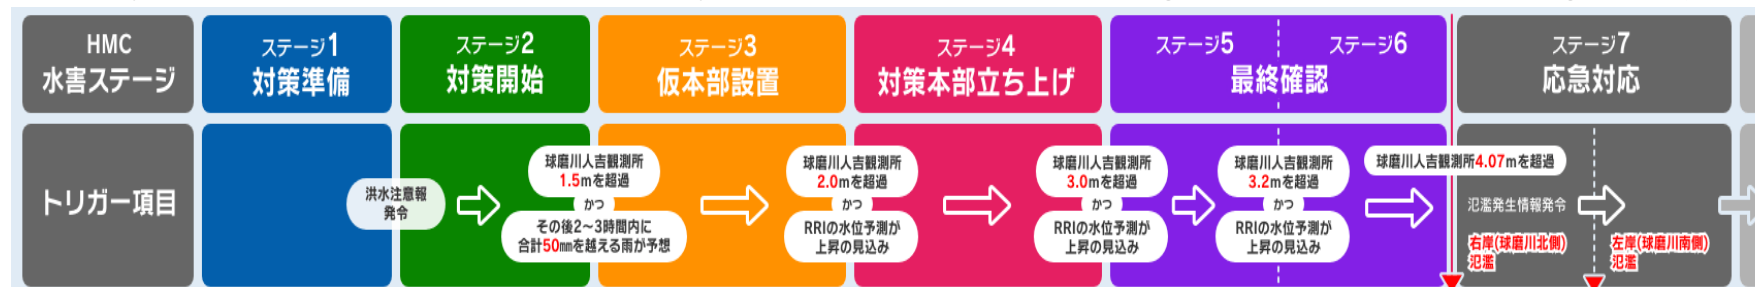 HMC
水害ステージ
ステージ1
対策準備
ステージ2
対策開始
ステージ3
仮本部設置
ステージ4
対策本部立ち上げ
ステージ5
ステージ6
最終確認
ステージ7
応急対応
トリガー項目
洪水注意報
発令
球磨川人吉観測所
1.5mを超過
かつ
その後2~3時間内に
合計50㎜を越える雨が予想
球磨川人吉観測所
2.0mを超過
かつ
RRIの水位予測が
上昇の見込み
球磨川人吉観測所
3.0mを超過
かつ
RRIの水位予測が
上昇の見込み
球磨川人吉観測所
3.2mを超過
かつ
RRIの水位予測が
上昇の見込み
球磨川人吉観測所4.07mを超過
氾濫発生情報発令
右岸(球磨川北側)
氾濫
左岸(球磨川南側)
氾濫